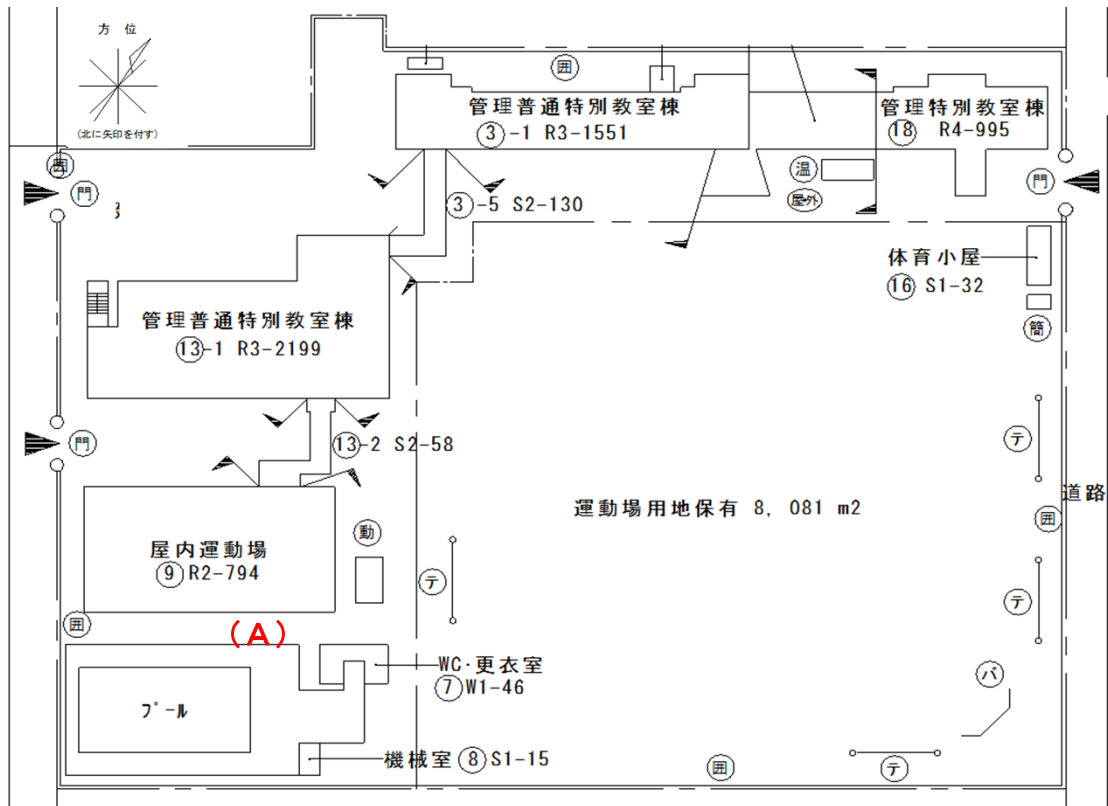 方 位
(北に矢印を付す)
囲
管理普通特別教室棟
③-1 R3-1551
管理特別教室棟
⑱ R4-995
囲
門
温
屋外
門
③-5 S2-130
体育小屋
⑯ S1-32
簡
管理普通特別教室棟
⑬-1 R3-2199
門
⑬-2 S2-58
テ
道路
運動場用地保有 8, 081 m2
囲
動
屋内運動場
⑨ R2-794
テ
テ
囲
(A)
WC・更衣室
⑦ W1-46
バ
プール
機械室 ⑧ S1-15
囲
テ